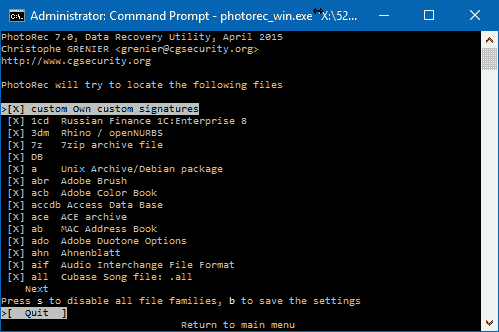 Administrator: Command Prompt - photorec_win.exe "X:\52...
PhotoRec 7.0, Data Recovery Utility, April 2015
Christophe GRENIER <grenier@cgsecurity.org>
http://www.cgsecurity.org
PhotoRec will try to locate the following files
>[X] custom Own custom signatures
[X] 1cd Russian Finance 1C:Enterprise 8
[X] 3dm Rhino / openNURBS
[X] 7z 7zip archive file
[X] DB
[X] a Unix Archive/Debian package
[X] abr Adobe Brush
[X] acb Adobe Color Book
[X] accdb Access Data Base
[X] ace ACE archive
[X] ab MAC Address Book
[X] ado Adobe Duotone Options
[X] ahn Ahnenblatt
[X] aif Audio Interchange File Format
[X] all Cubase Song file: .all
Next
Press s to disable all file families, b to save the settings
>[ Quit ]
Return to main menu